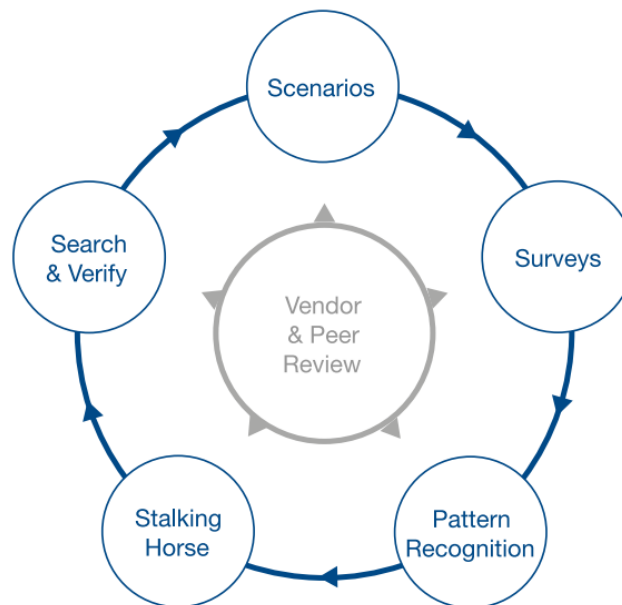 Scenarios
Surveys
Pattern
Recognition
Stalking
Horse
Search
& Verify
Vendor
& Peer
Review